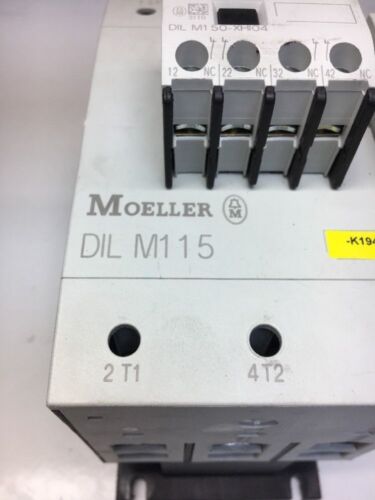 DIL M150-XHI04
12 NC 22 NC 32 NC 42 NC
MOELLER
DIL M115
-K194
2 T1 4 T2